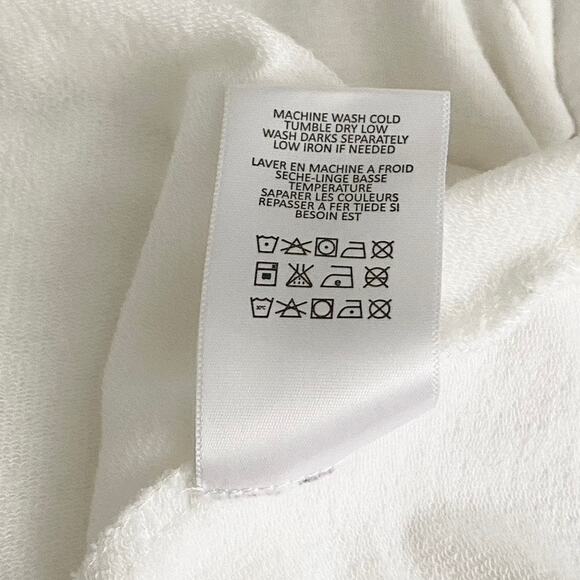 MACHINE WASH COLD
TUMBLE DRY LOW
WASH DARKS SEPARATELY
LOW IRON IF NEEDED
LAVER EN MACHINE A FROID
SECHE-LINGE BASSE
TEMPERATURE
SAPARER LES COULEURS
REPASSER A FER TIEDE SI
BESOIN EST
30°C